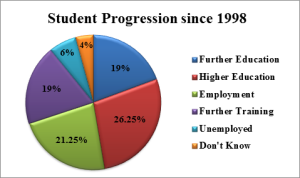 Student Progression since 1998
4%
6%
19%
19%
21.25%
26.25%
Further Education
Higher Education
Employment
Further Training
Unemployed
Don't Know